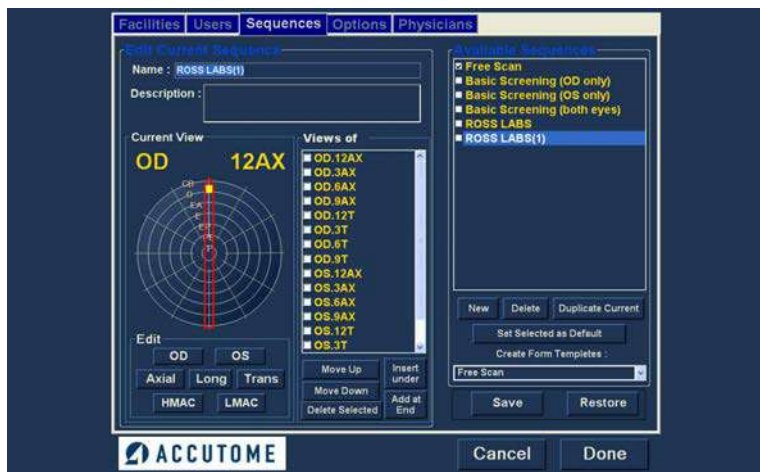 Facilities Users Sequences Options Physicians
Edit Current Sequence
Name : ROSS LABS(1)
Description :
Current View
OD 12AX
CB
O
EA
E
EP
PE
P
Edit
OD OS
Axial Long Trans
HMAC LMAC
Views of
OD.12AX
OD.3AX
OD.6AX
OD.9AX
OD.12T
OD.3T
OD.6T
OD.9T
OS.12AX
OS.3AX
OS.6AX
OS.9AX
OS.12T
OS.3T
Move Up
Insert under
Move Down
Add at End
Delete Selected
Available Sequences
Free Scan
Basic Screening (OD only)
Basic Screening (OS only)
Basic Screening (both eyes)
ROSS LABS
ROSS LABS(1)
New Delete Duplicate Current
Set Selected as Default
Create Form Templetes :
Free Scan
Save Restore
ACCUTOME
Cancel Done